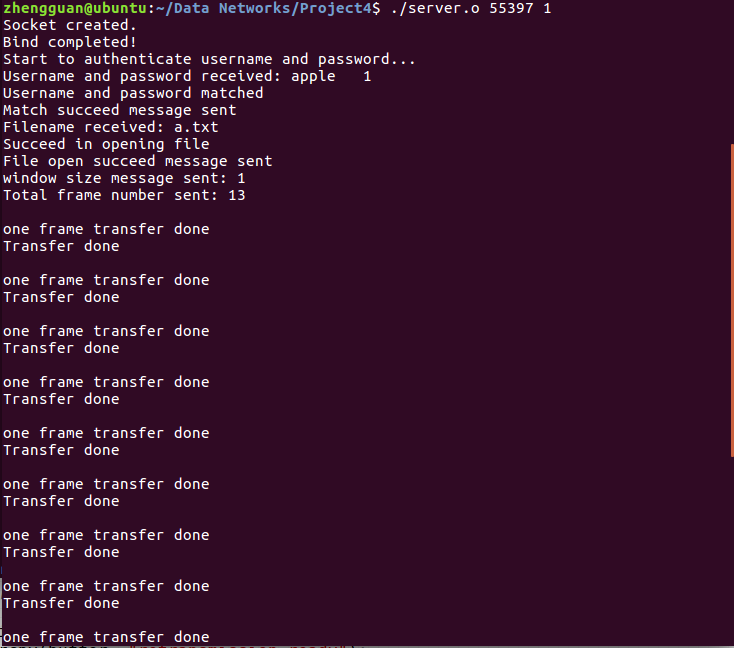 zhengguan@ubuntu:~/Data Networks/Project4$ ./server.o 55397 1
Socket created.
Bind completed!
Start to authenticate username and password...
Username and password received: apple   1
Username and password matched
Match succeed message sent
Filename received: a.txt
Succeed in opening file
File open succeed message sent
window size message sent: 1
Total frame number sent: 13
one frame transfer done
Transfer done
one frame transfer done
Transfer done
one frame transfer done
Transfer done
one frame transfer done
Transfer done
one frame transfer done
Transfer done
one frame transfer done
Transfer done
one frame transfer done
Transfer done
one frame transfer done
Transfer done
one frame transfer done